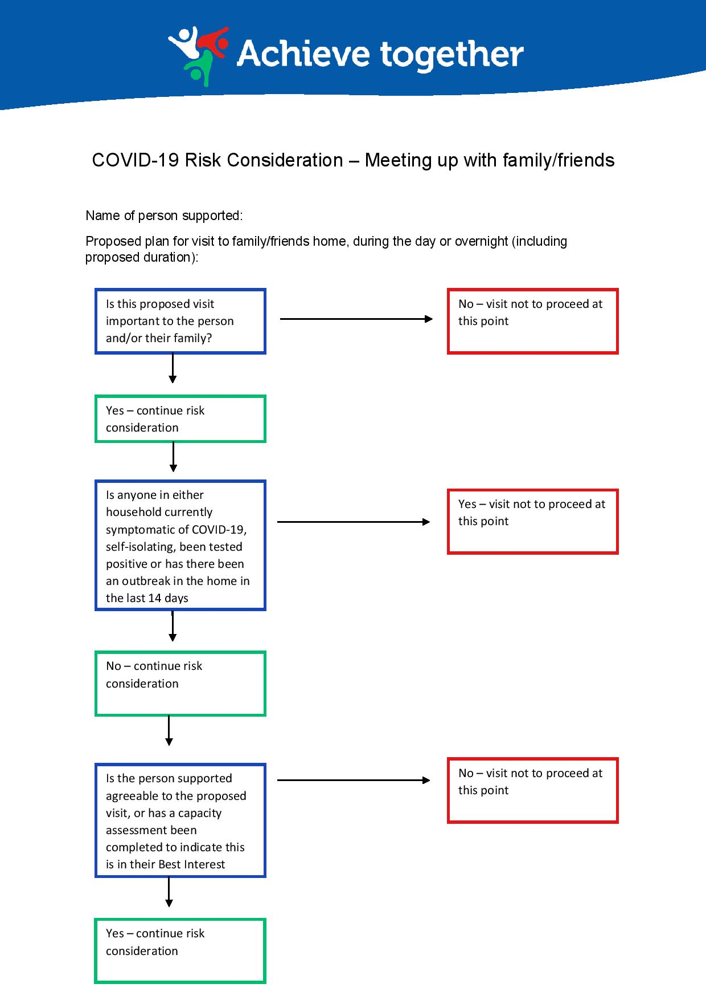 Achieve together
COVID-19 Risk Consideration – Meeting up with family/friends
Name of person supported:
Proposed plan for visit to family/friends home, during the day or overnight (including
proposed duration):
Is this proposed visit
important to the person
and/or their family?
No – visit not to proceed at
this point
Yes – continue risk
consideration
Is anyone in either
household currently
symptomatic of COVID-19,
self-isolating, been tested
positive or has there been
an outbreak in the home in
the last 14 days
Yes – visit not to proceed at
this point
No – continue risk
consideration
Is the person supported
agreeable to the proposed
visit, or has a capacity
assessment been
completed to indicate this
is in their Best Interest
No – visit not to proceed at
this point
Yes – continue risk
consideration